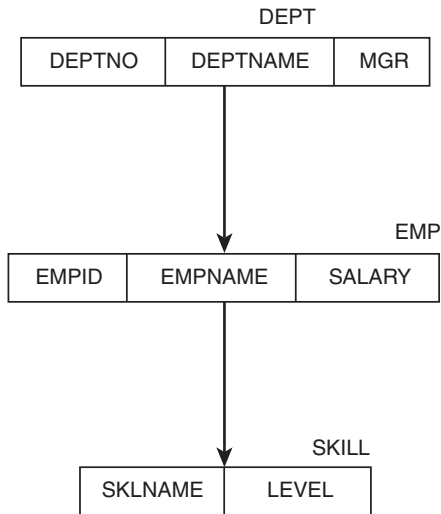 DEPT
DEPTNO DEPTNAME MGR
EMP
EMPID EMPNAME SALARY
SKILL
SKLNAME LEVEL